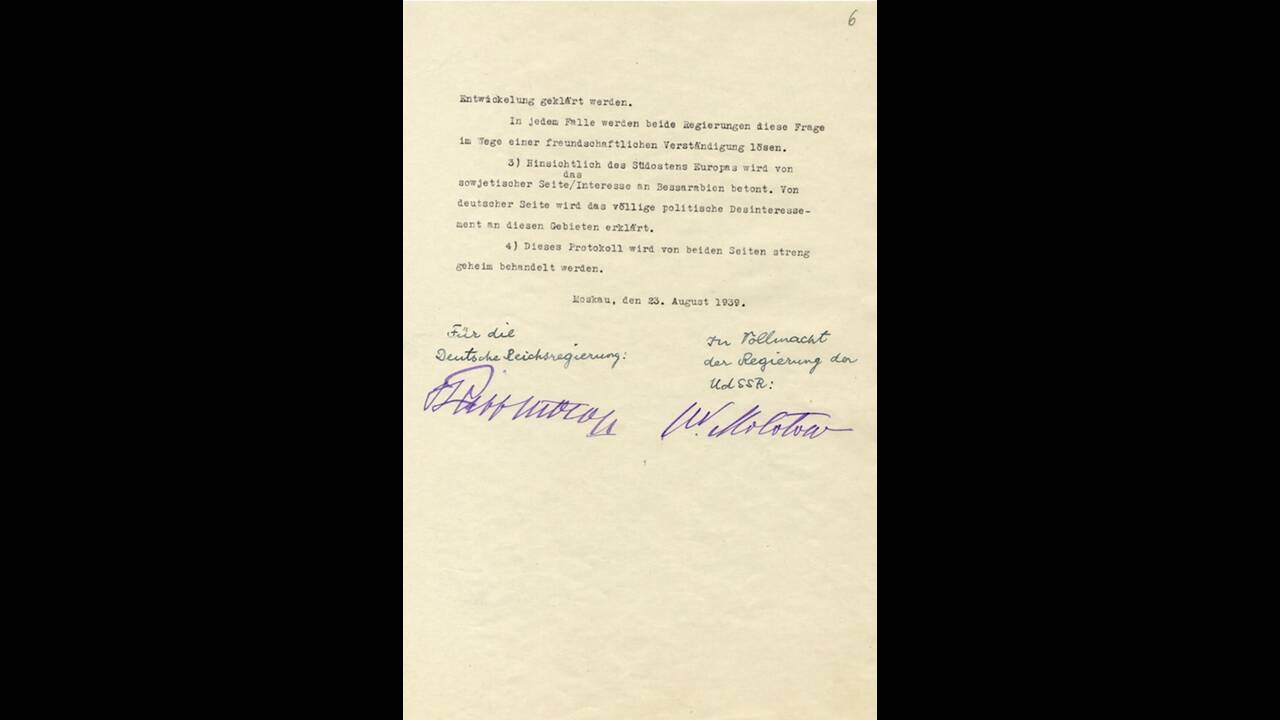 6
Entwickelung geklärt werden.
In jedem Falle werden beide Regierungen diese Frage
im Wege einer freundschaftlichen Verständigung lösen.
3) Hinsichtlich des Südostens Europas wird von
das
sowjetischer Seite/Interesse an Bessarabien betont. Von
deutscher Seite wird das völlige politische Desinteresse-
ment an diesen Gebieten erklärt.
4) Dieses Protokoll wird von beiden Seiten streng
geheim behandelt werden.
Moskau, den 23. August 1939.
Für die
Deutsche Reichsregierung:
Ribbentrop
In Vollmacht
der Regierung der
UdSSR:
W. Molotow